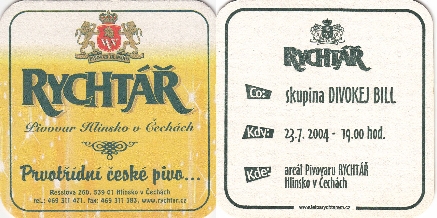 RYCHTÁŘ
Pivovar Hlinsko v Čechách
Prvotřídní české pivo...
Resslova 260, 539 01 Hlinsko v Čechách
tel.: 469 311 421, fax: 469 311 383, www.rychtar.cz
RYCHTÁŘ
Co: skupina DIVOKEJ BILL
Kdy: 23.7. 2004 - 19.00 hod.
Kde: areál Pivovaru RYCHTÁŘ
Hlinsko v Čechách